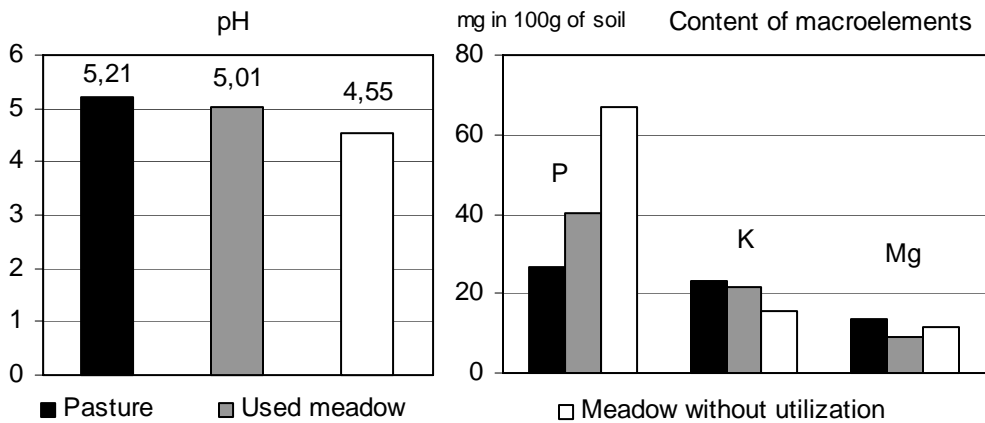 pH
6
5
4
3
2
1
0
5,21
5,01
4,55
mg in 100g of soil
Content of macroelements
80
60
40
20
0
P
K
Mg
Pasture
Used meadow
Meadow without utilization